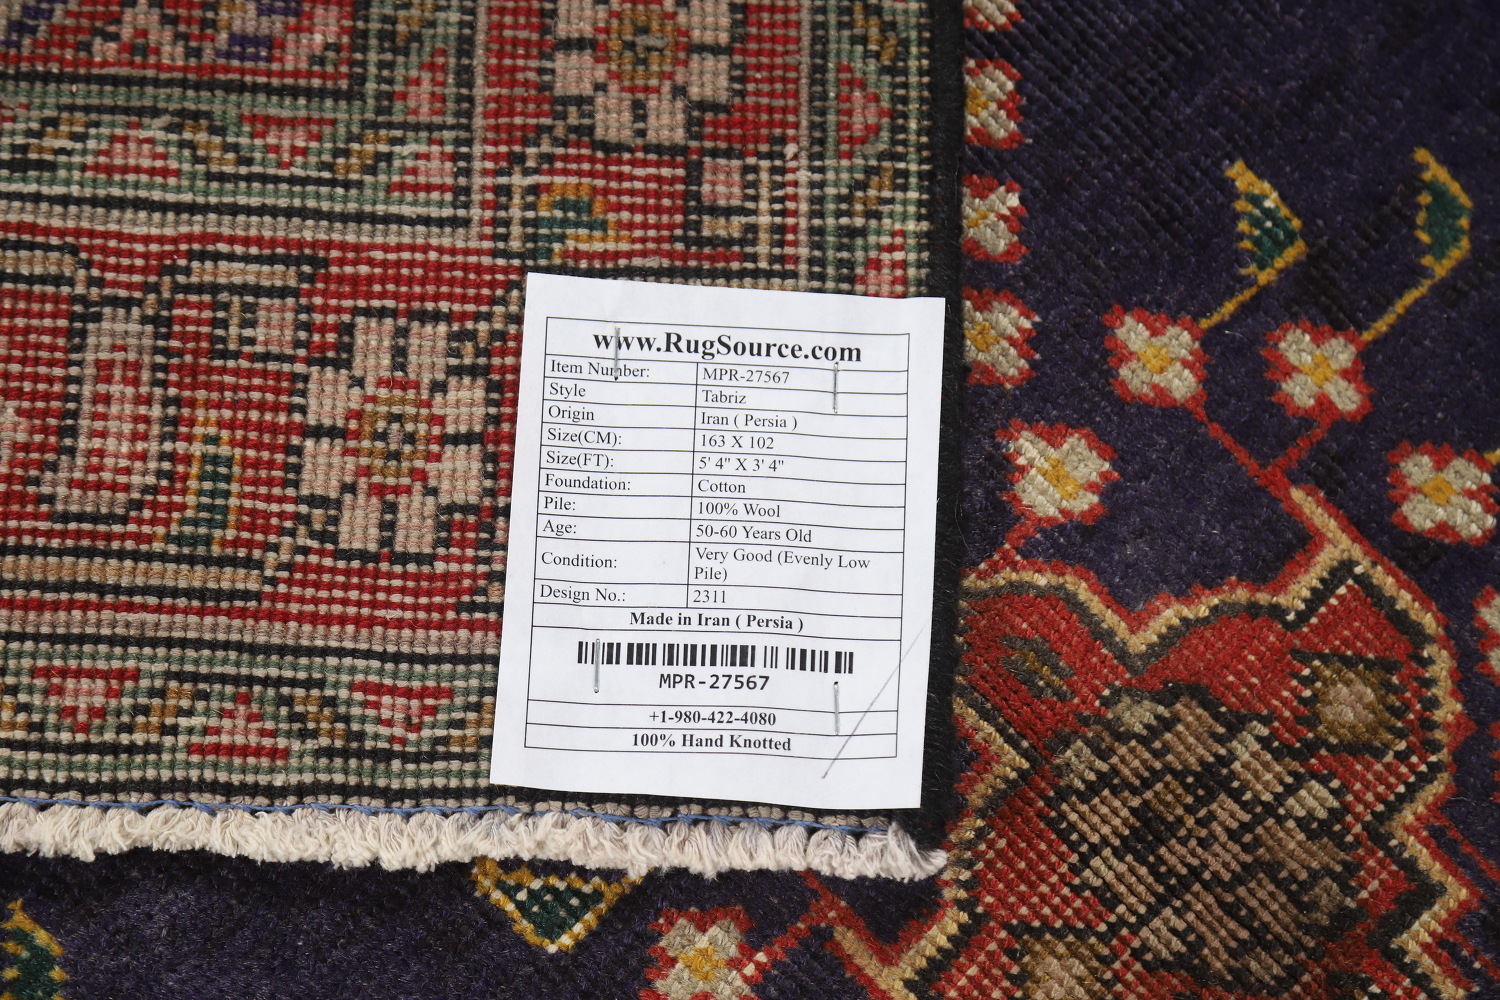 www.RugSource.com
Item Number: MPR-27567
Style Tabriz
Origin Iran ( Persia )
Size(CM): 163 X 102
Size(FT): 5' 4" X 3' 4"
Foundation: Cotton
Pile: 100% Wool
Age: 50-60 Years Old
Condition: Very Good (Evenly Low
Pile)
Design No.: 2311
Made in Iran ( Persia )
MPR-27567
+1-980-422-4080
100% Hand Knotted